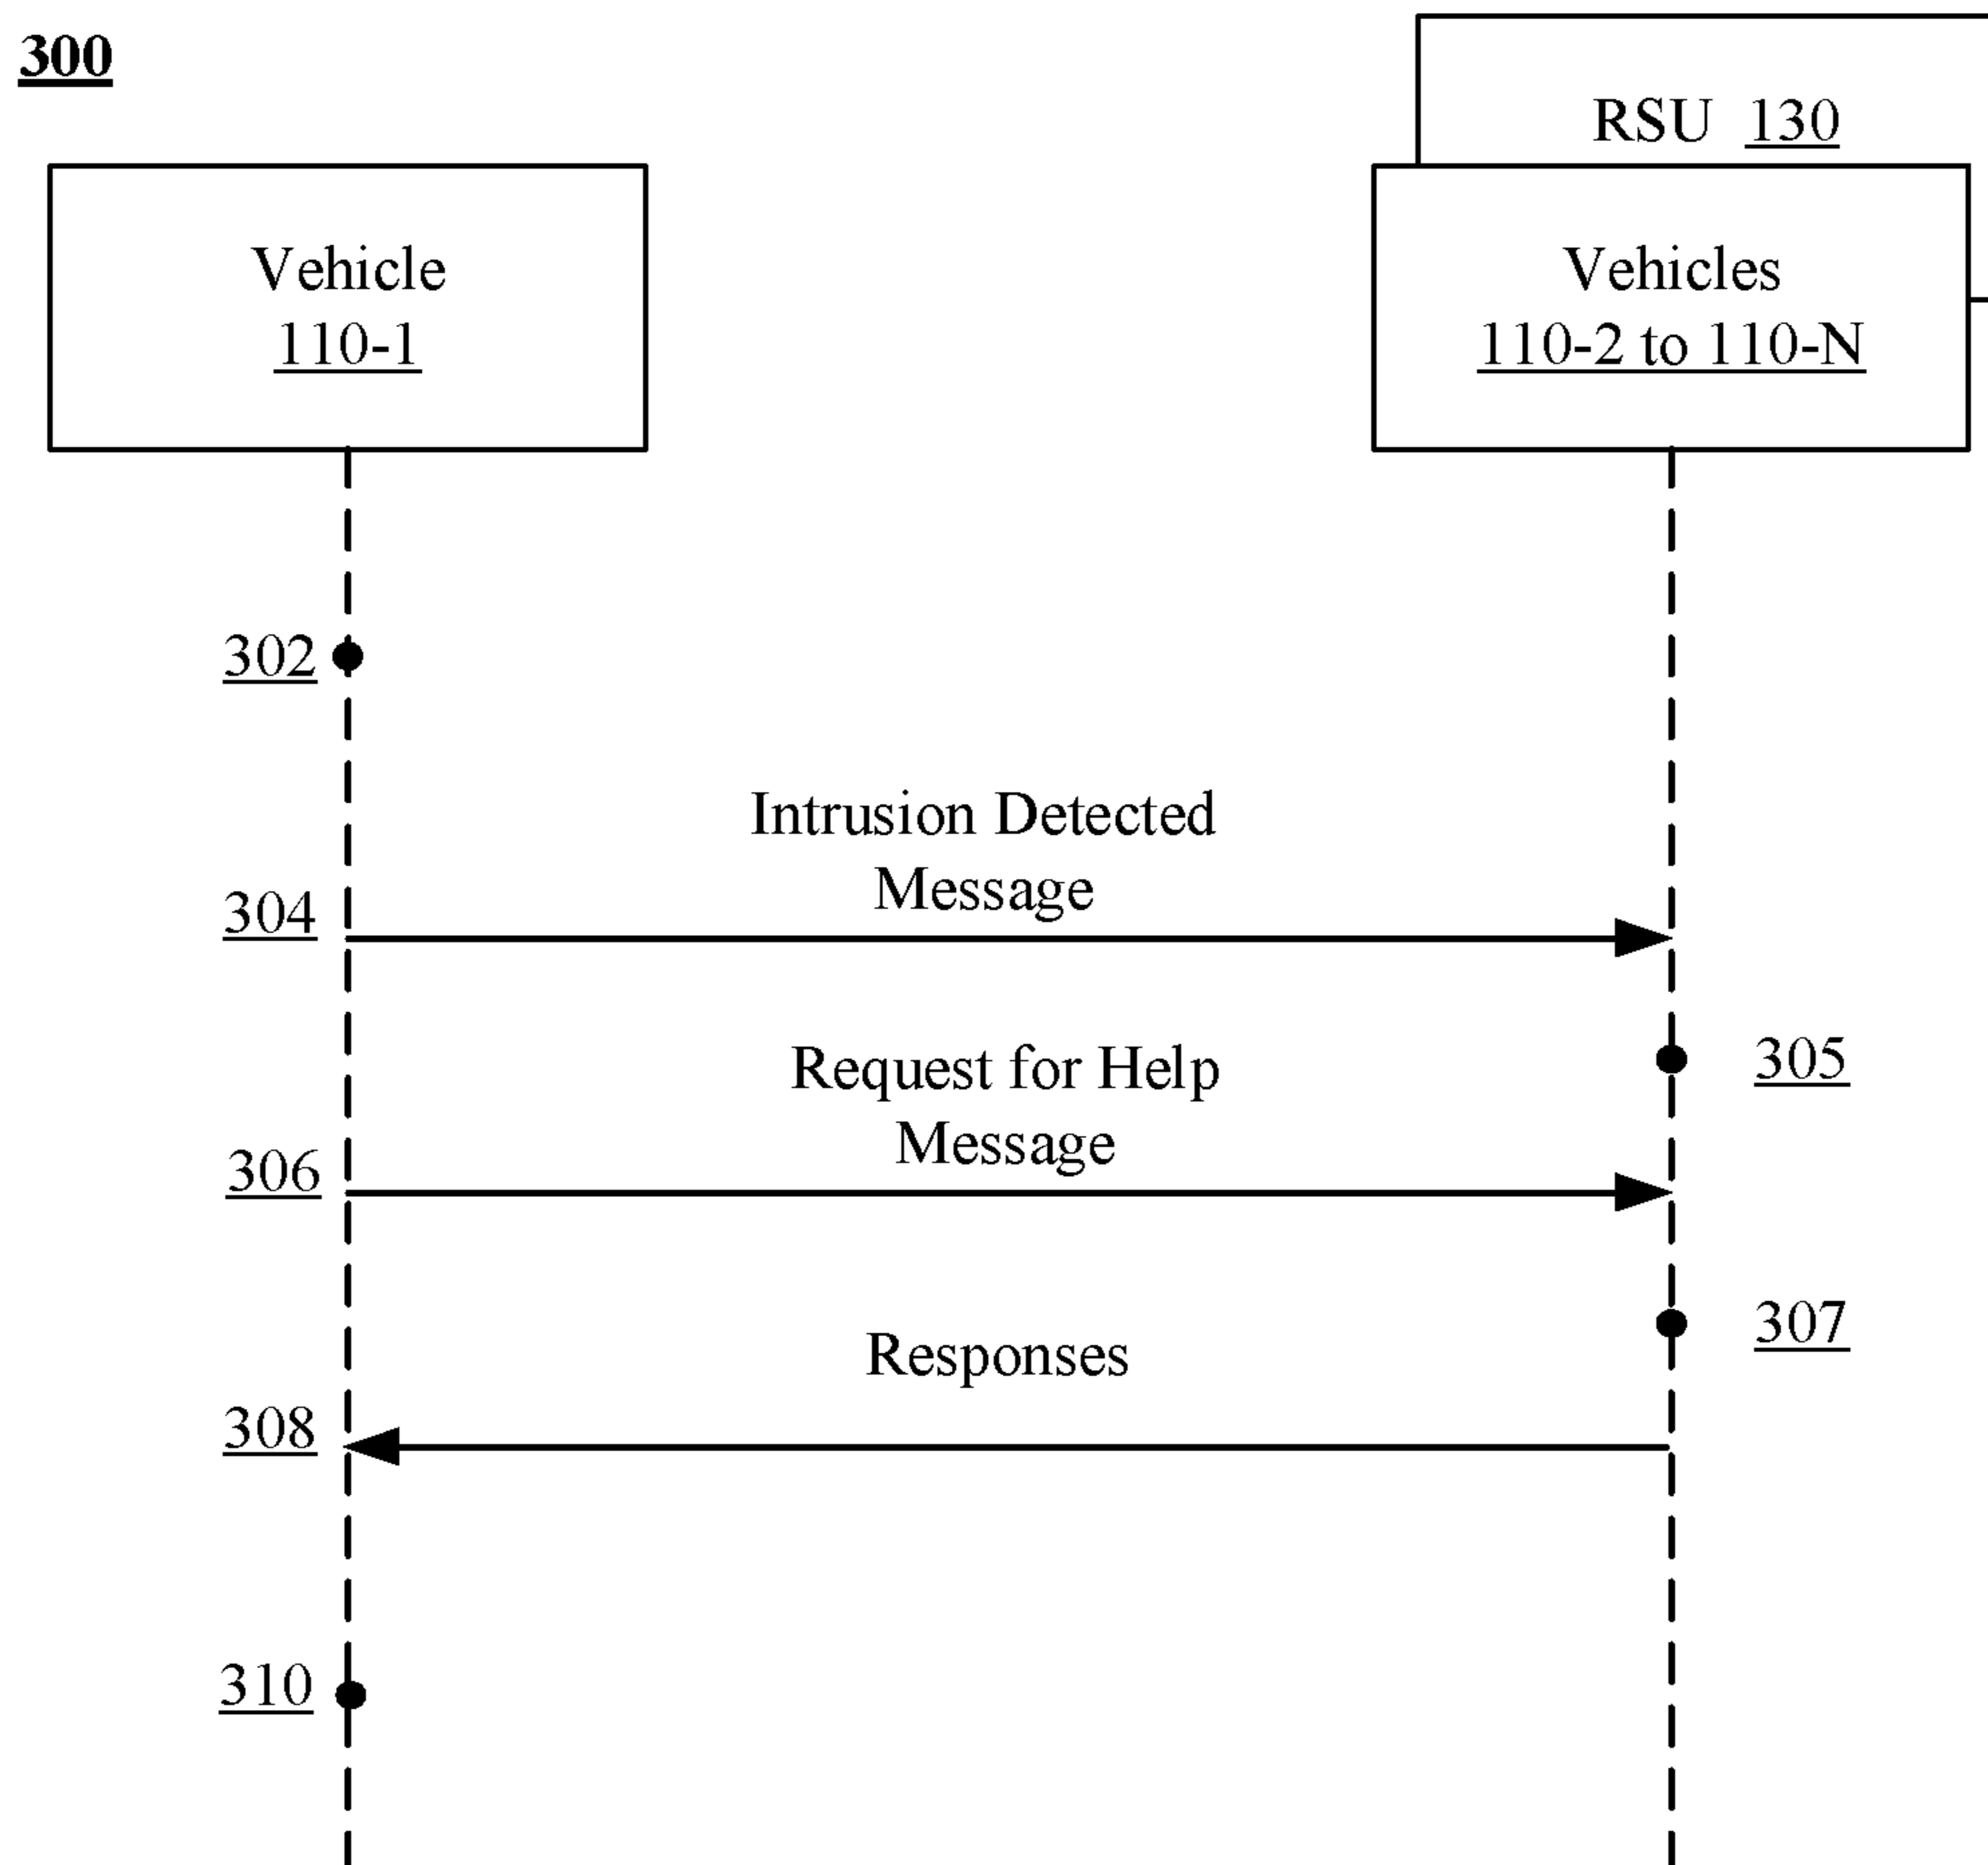 300
RSU 130
Vehicle
110-1
Vehicles
110-2 to 110-N
302
Intrusion Detected
Message
304
305
Request for Help
Message
306
307
Responses
308
310